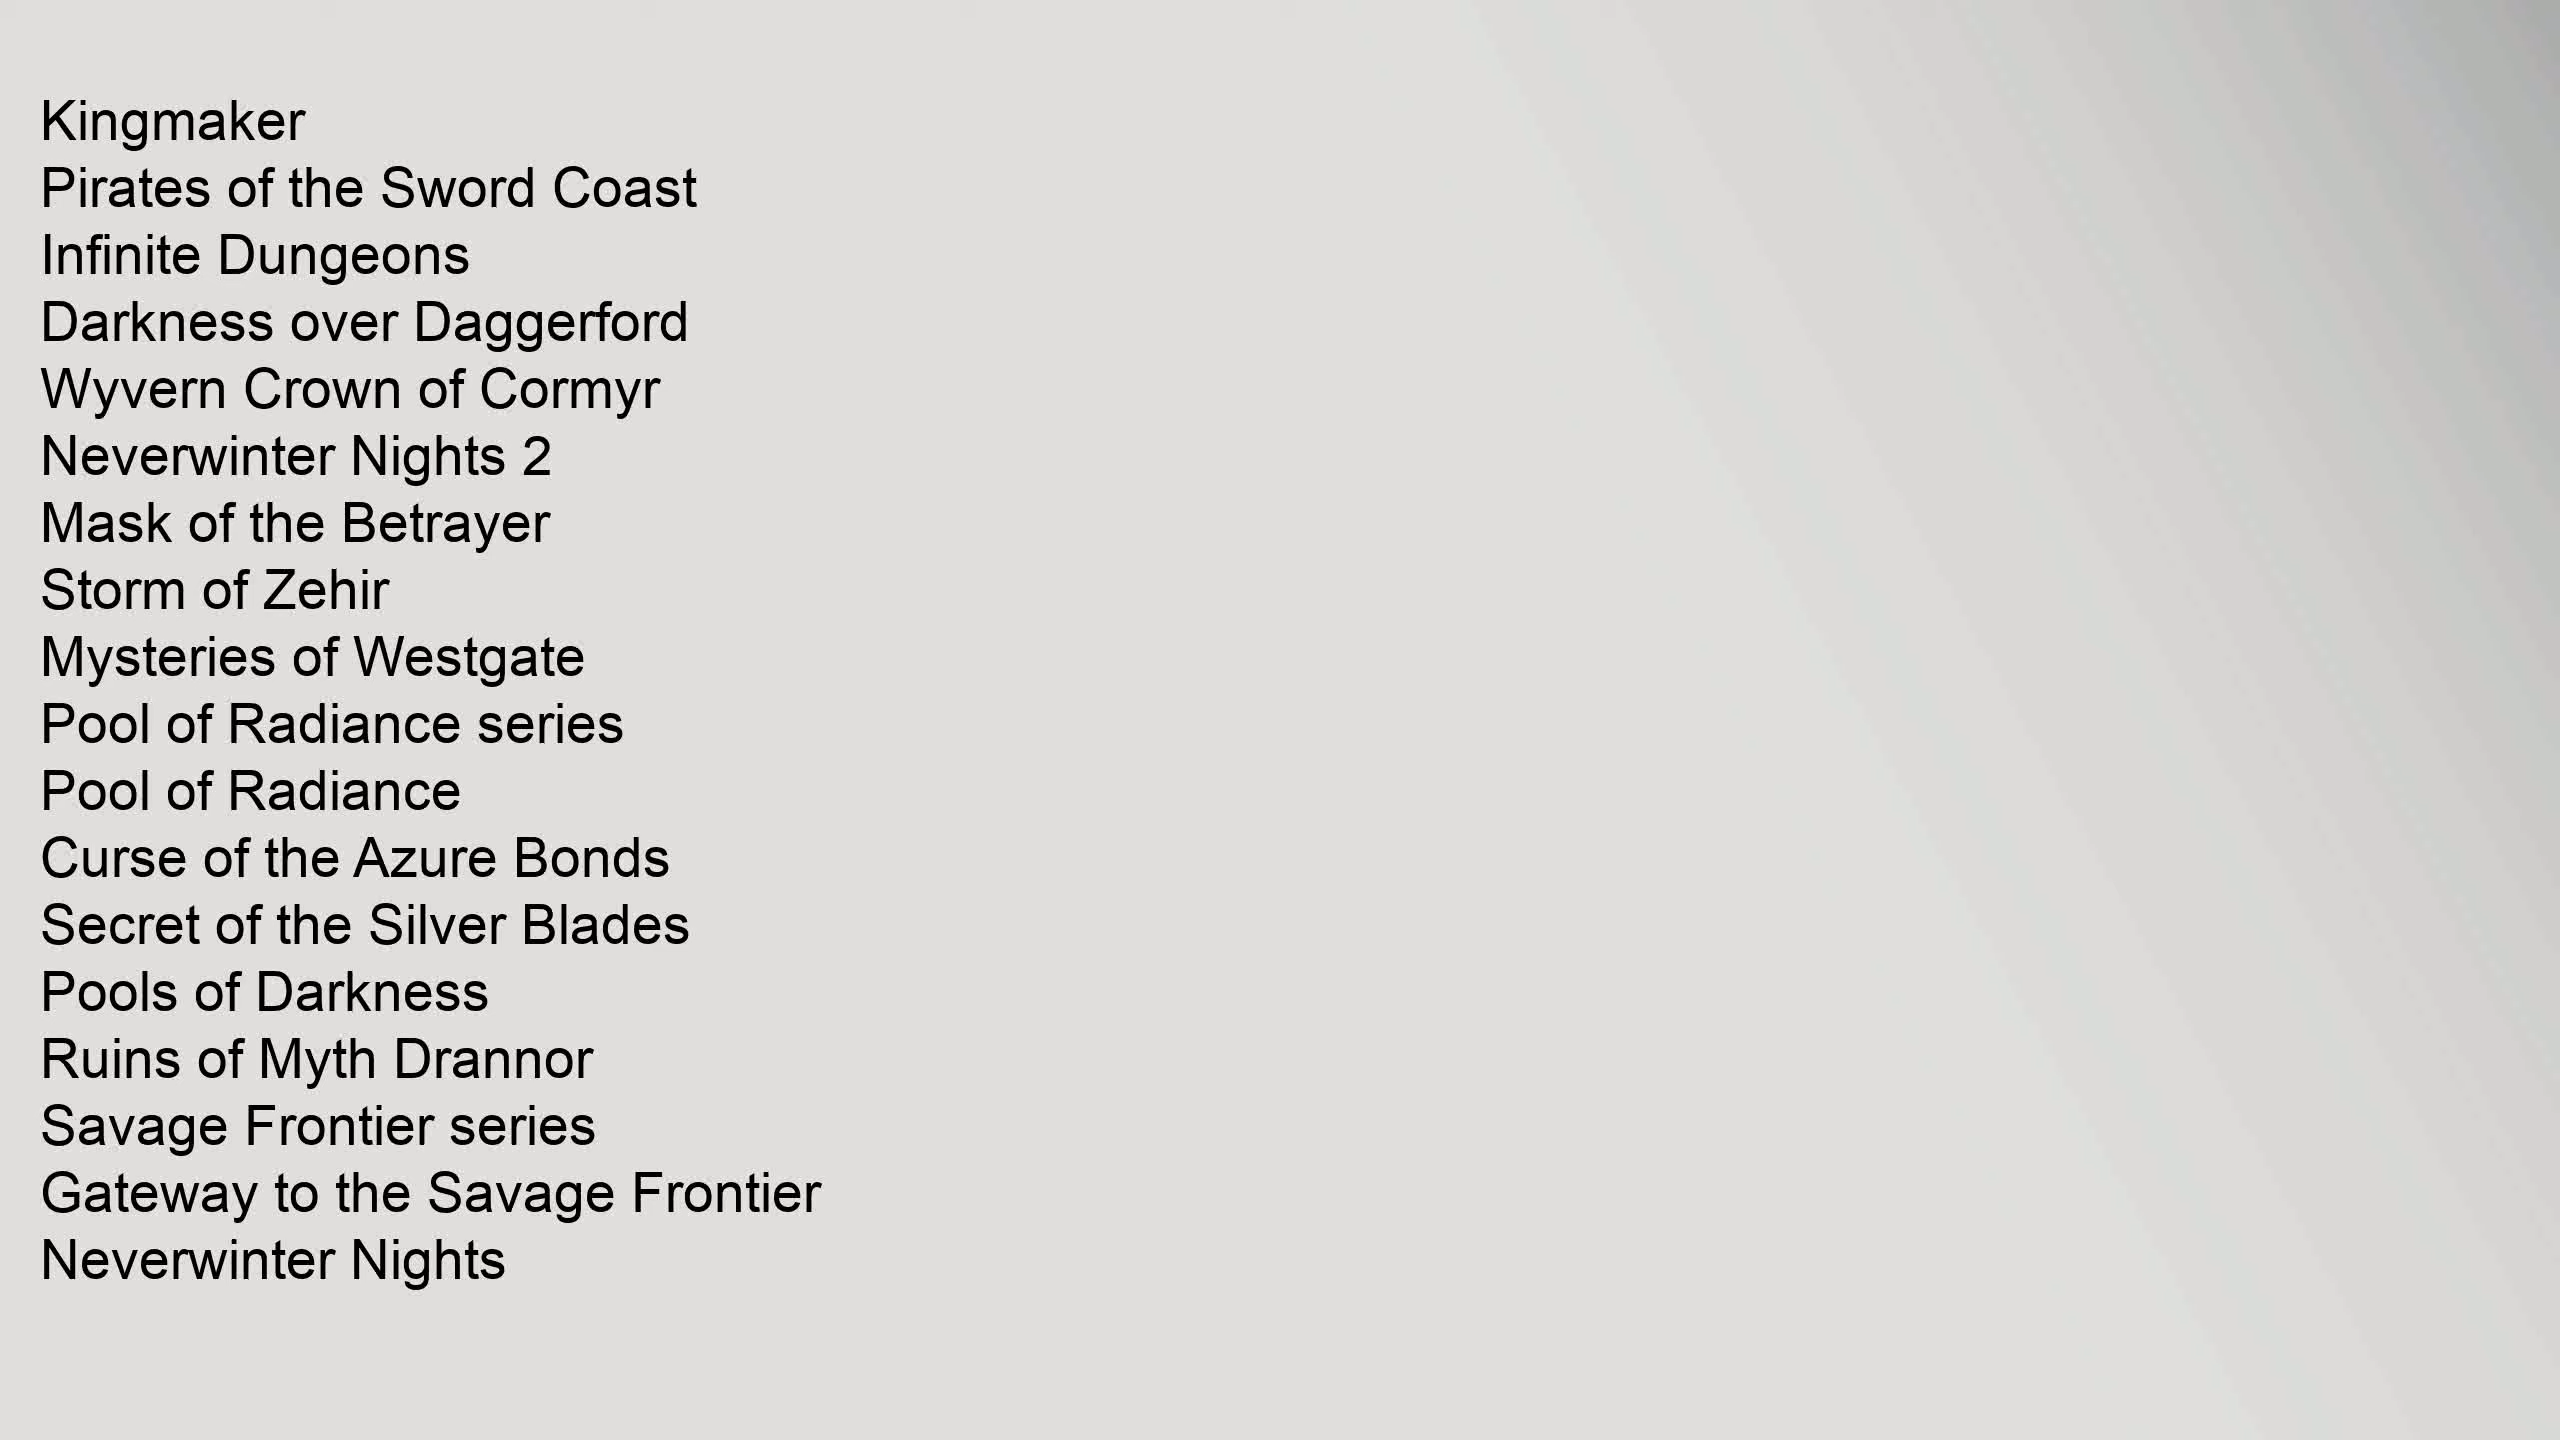 Kingmaker
Pirates of the Sword Coast
Infinite Dungeons
Darkness over Daggerford
Wyvern Crown of Cormyr
Neverwinter Nights 2
Mask of the Betrayer
Storm of Zehir
Mysteries of Westgate
Pool of Radiance series
Pool of Radiance
Curse of the Azure Bonds
Secret of the Silver Blades
Pools of Darkness
Ruins of Myth Drannor
Savage Frontier series
Gateway to the Savage Frontier
Neverwinter Nights